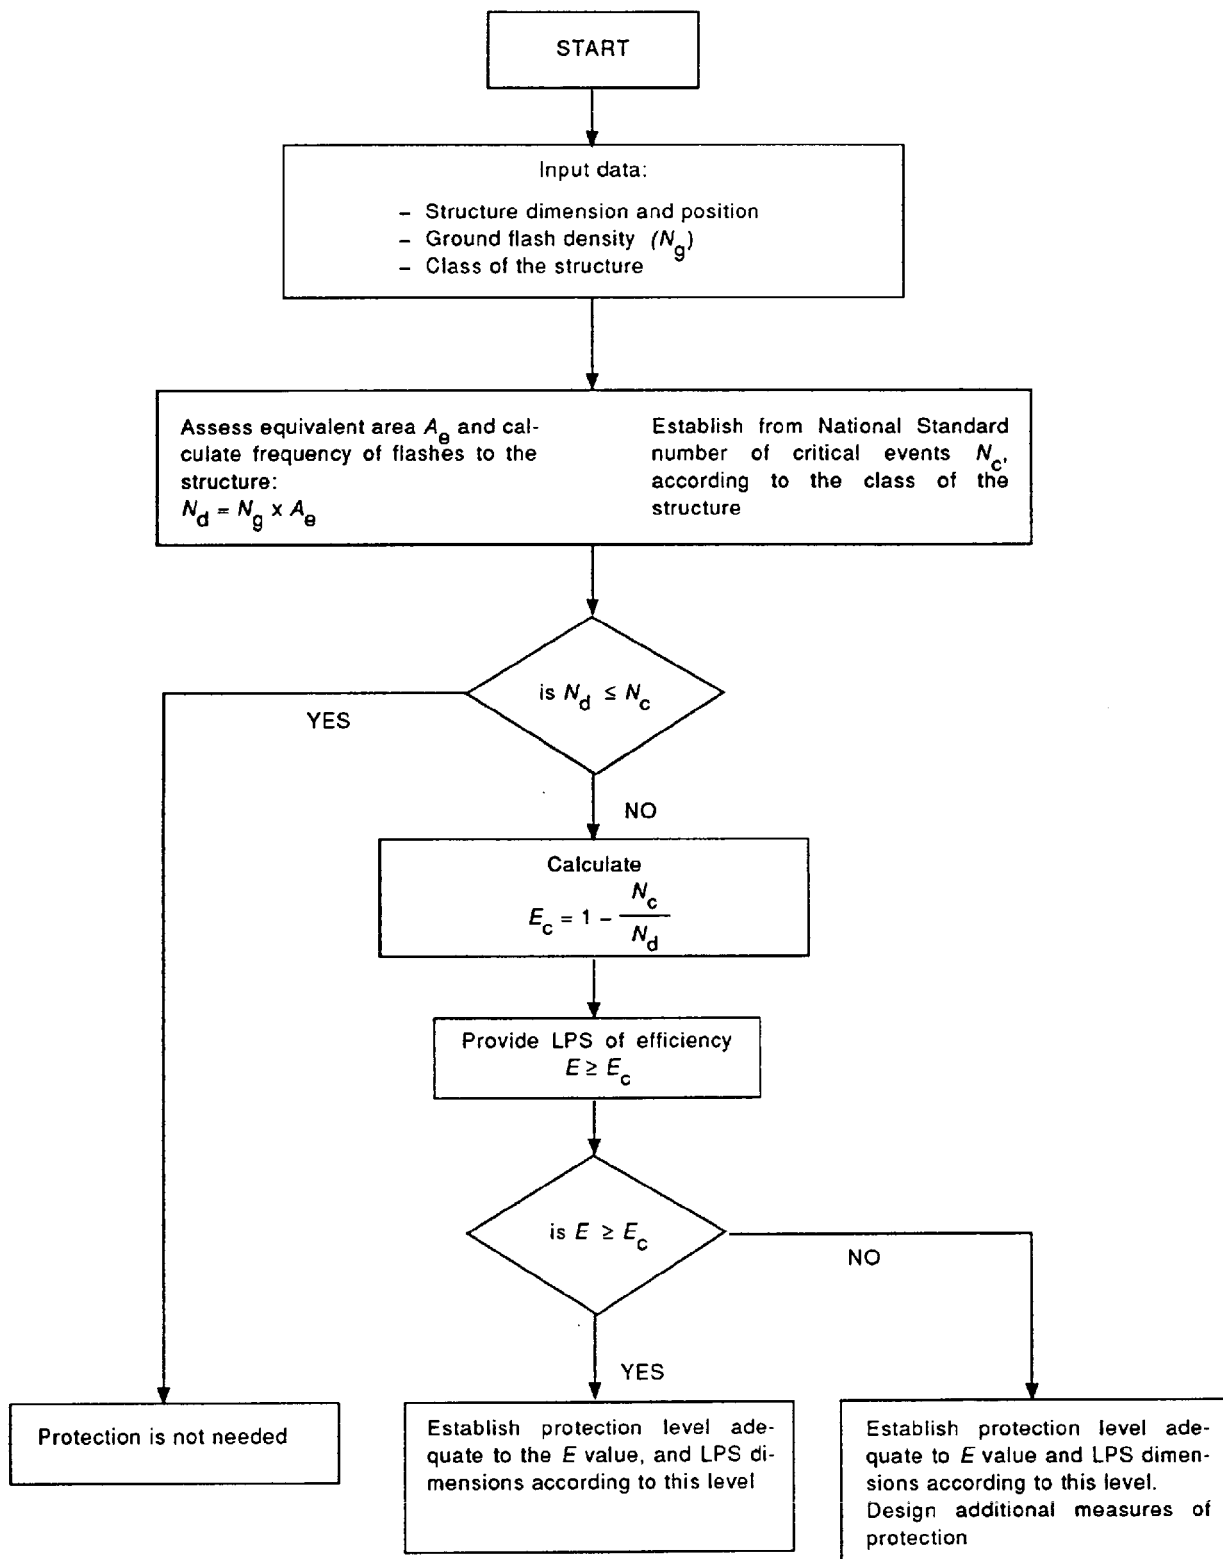 START
Input data:
– Structure dimension and position
– Ground flash density (Ng)
– Class of the structure
Assess equivalent area Ae and cal-
culate frequency of flashes to the
structure:
Nd = Ng x Ae
Establish from National Standard
number of critical events Nc,
according to the class of the
structure
is Nd ≤ Nc
YES
NO
Calculate
Ec = 1 – Nc
Nd
Provide LPS of efficiency
E ≥ Ec
is E ≥ Ec
NO
YES
Protection is not needed
Establish protection level ade-
quate to the E value, and LPS di-
mensions according to this level
Establish protection level ade-
quate to E value and LPS dimen-
sions according to this level.
Design additional measures of
protection